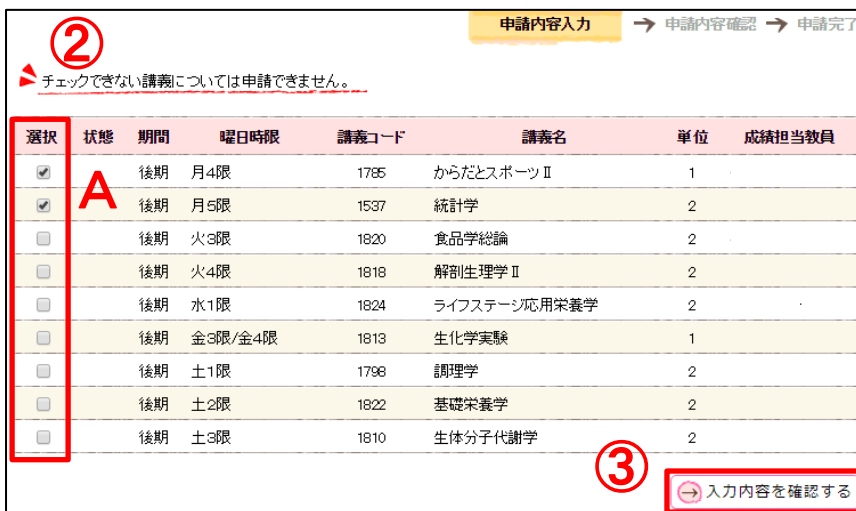 申請内容入力 → 申請内容確認 → 申請完了
②
チェックできない講義については申請できません。
選択 状態 期間 曜日時限 講義コード 講義名 単位 成績担当教員
A
後期 月4限 1785 からだとスポーツⅡ 1
後期 月5限 1537 統計学 2
後期 火3限 1820 食品学総論 2
後期 火4限 1818 解剖生理学Ⅱ 2
後期 水1限 1824 ライフステージ応用栄養学 2
後期 金3限/金4限 1813 生化学実験 1
後期 土1限 1798 調理学 2
後期 土2限 1822 基礎栄養学 2
後期 土3限 1810 生体分子代謝学 2
③
→ 入力内容を確認する